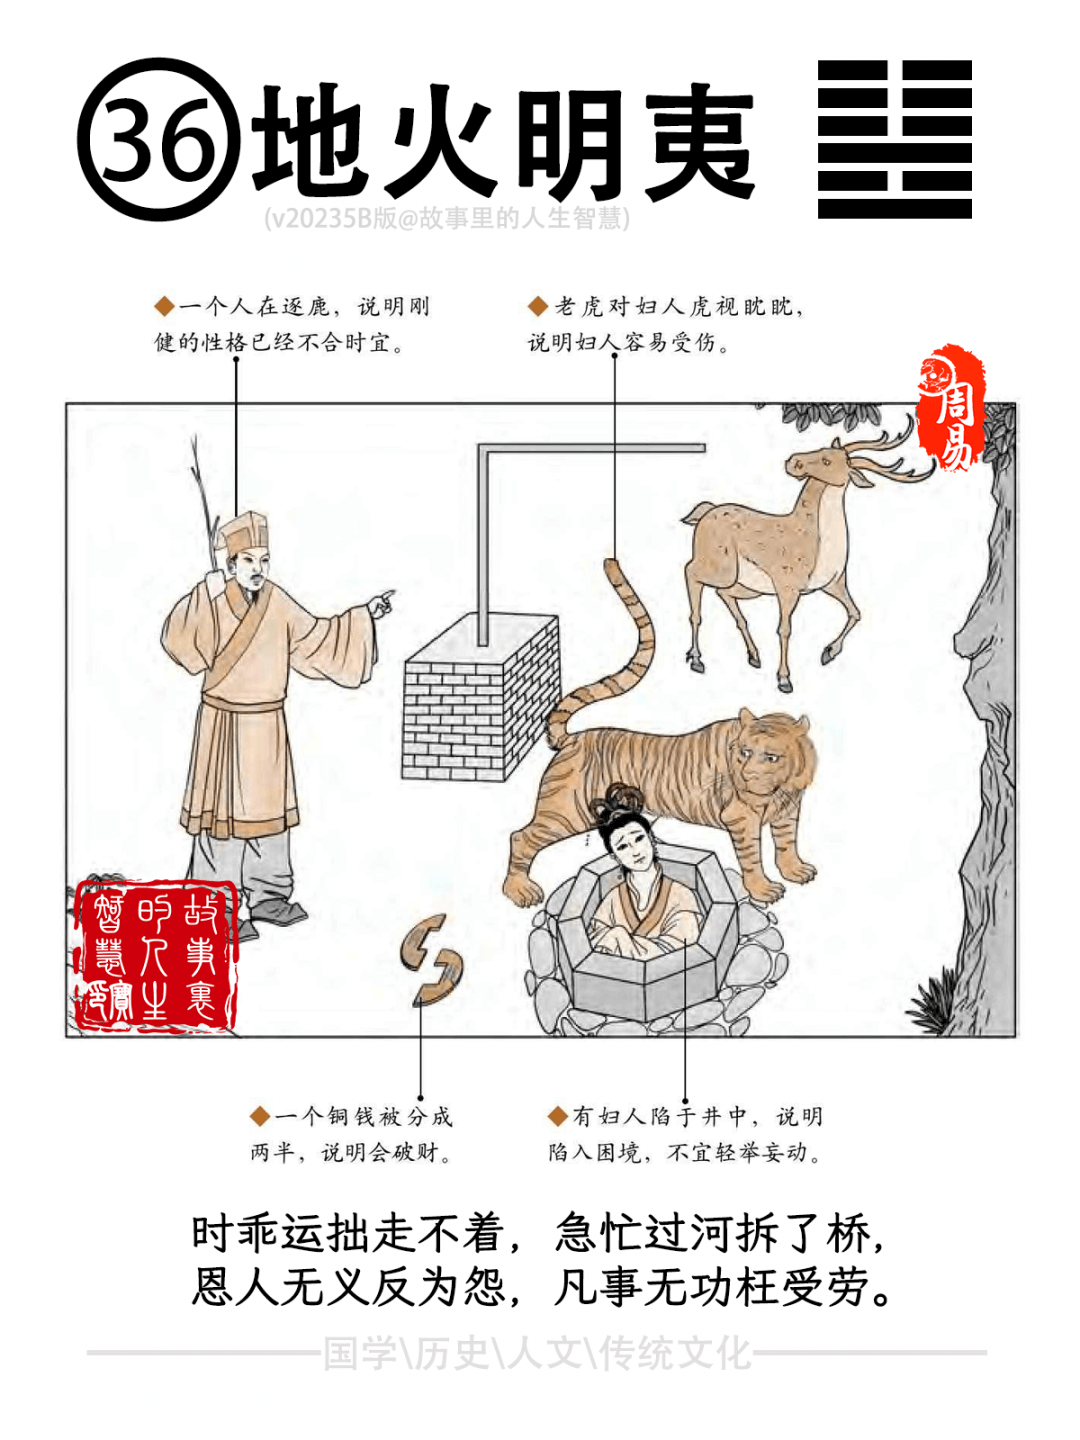 36 地火明夷
(v20235B版@故事里的人生智慧)
◆一个人在逐鹿，说明刚
健的性格已经不合时宜。
◆老虎对妇人虎视眈眈，
说明妇人容易受伤。
周易
故事裏
的人生
智慧
◆一个铜钱被分成
两半，说明会破财。
◆有妇人陷于井中，说明
陷入困境，不宜轻举妄动。
时乖运拙走不着，急忙过河拆了桥，
恩人无义反为怨，凡事无功枉受劳。
国学\历史\人文\传统文化